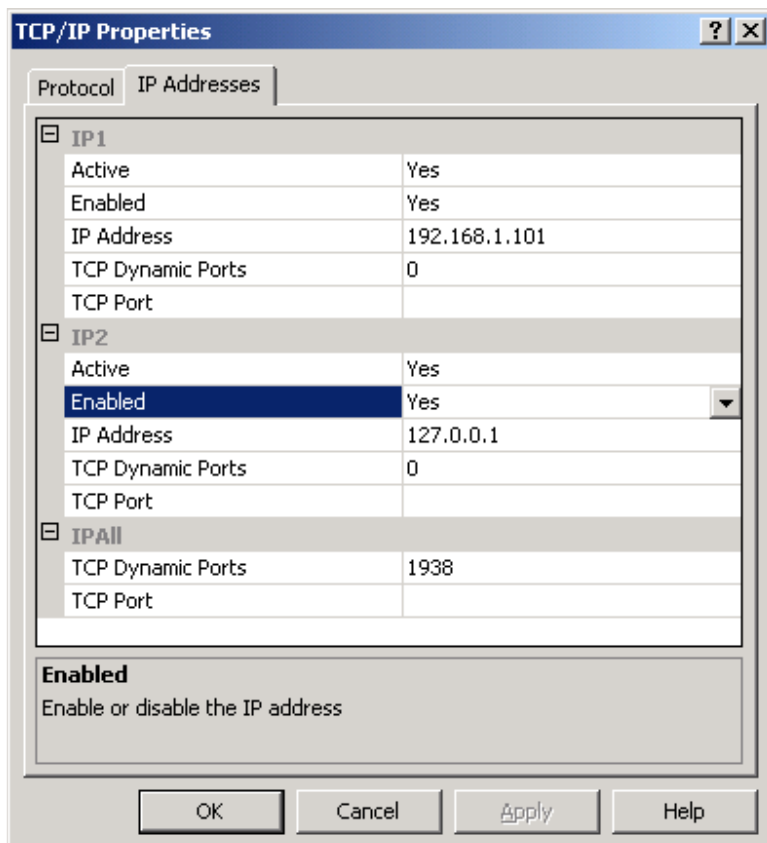 TCP/IP Properties
Protocol IP Addresses
IP1
Active Yes
Enabled Yes
IP Address 192.168.1.101
TCP Dynamic Ports 0
TCP Port
IP2
Active Yes
Enabled Yes
IP Address 127.0.0.1
TCP Dynamic Ports 0
TCP Port
IPAll
TCP Dynamic Ports 1938
TCP Port
Enabled
Enable or disable the IP address
OK Cancel Apply Help